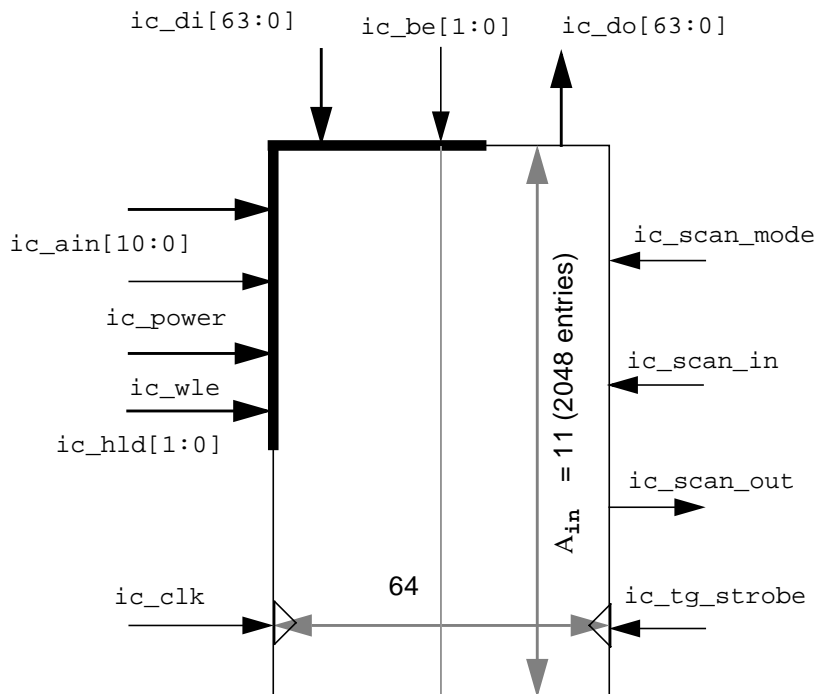 ic_di[63:0]
ic_be[1:0]
ic_do[63:0]
ic_ain[10:0]
ic_scan_mode
ic_power
ic_scan_in
ic_wle
ic_hld[1:0]
ic_scan_out
Ain = 11 (2048 entries)
64
ic_clk
ic_tg_strobe